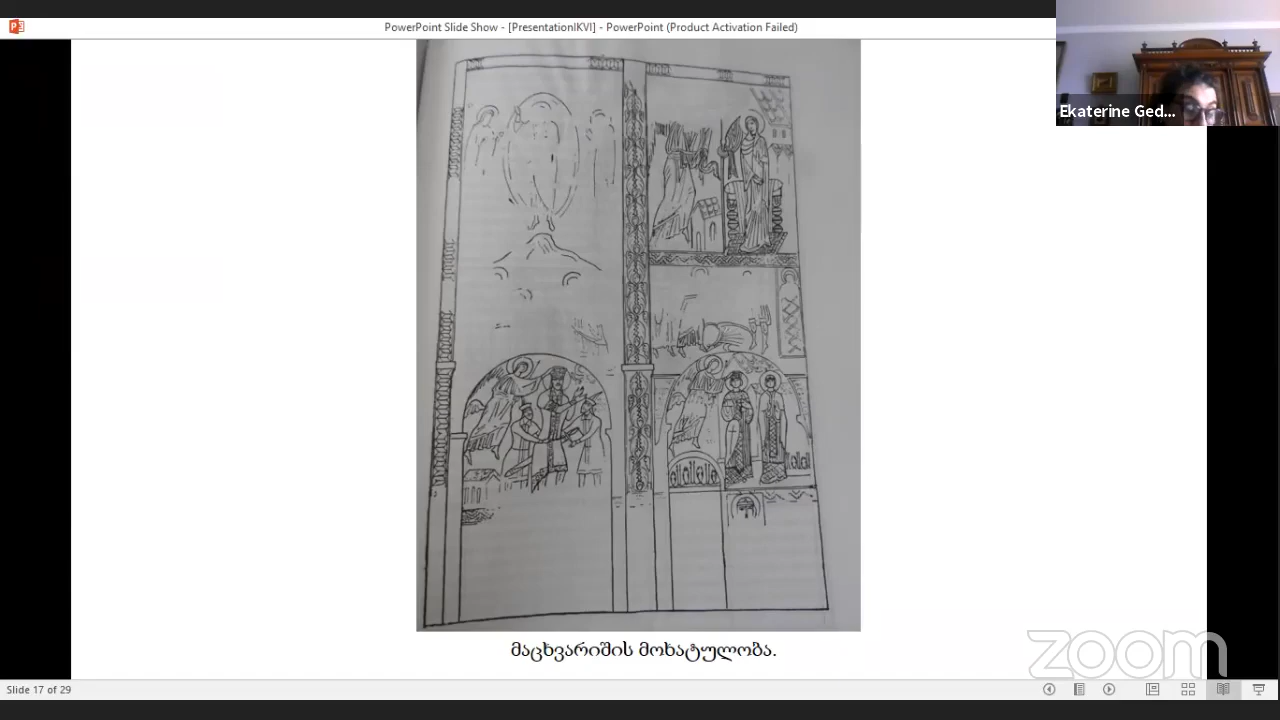 PowerPoint Slide Show - [PresentationIKVI] - PowerPoint (Product Activation Failed)
Ekaterine Ged...
მაცხვარიშის მოხატულობა.
zoom
Slide 17 of 29